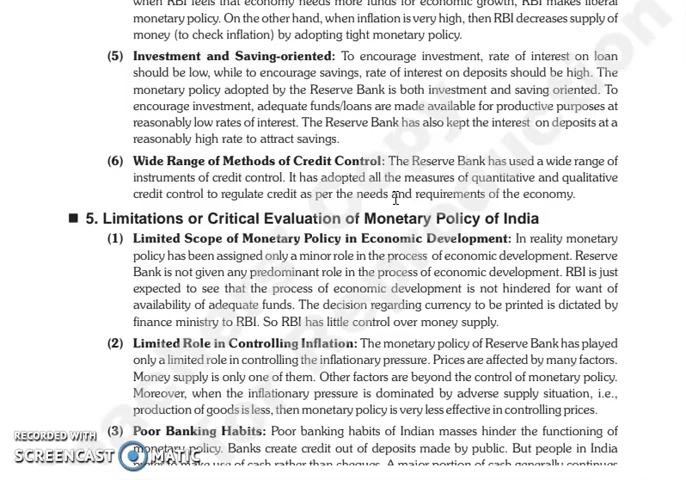 when RBI feels that economy needs more funds for economic growth, RBI makes liberal
monetary policy. On the other hand, when inflation is very high, then RBI decreases supply of
money (to check inflation) by adopting tight monetary policy.
(5) Investment and Saving-oriented: To encourage investment, rate of interest on loan
should be low, while to encourage savings, rate of interest on deposits should be high. The
monetary policy adopted by the Reserve Bank is both investment and saving oriented. To
encourage investment, adequate funds/loans are made available for productive purposes at
reasonably low rates of interest. The Reserve Bank has also kept the interest on deposits at a
reasonably high rate to attract savings.
(6) Wide Range of Methods of Credit Control: The Reserve Bank has used a wide range of
instruments of credit control. It has adopted all the measures of quantitative and qualitative
credit control to regulate credit as per the needs and requirements of the economy.
5. Limitations or Critical Evaluation of Monetary Policy of India
(1) Limited Scope of Monetary Policy in Economic Development: In reality monetary
policy has been assigned only a minor role in the process of economic development. Reserve
Bank is not given any predominant role in the process of economic development. RBI is just
expected to see that the process of economic development is not hindered for want of
availability of adequate funds. The decision regarding currency to be printed is dictated by
finance ministry to RBI. So RBI has little control over money supply.
(2) Limited Role in Controlling Inflation: The monetary policy of Reserve Bank has played
only a limited role in controlling the inflationary pressure. Prices are affected by many factors.
Money supply is only one of them. Other factors are beyond the control of monetary policy.
Moreover, when the inflationary pressure is dominated by adverse supply situation, i.e.,
production of goods is less, then monetary policy is very less effective in controlling prices.
(3) Poor Banking Habits: Poor banking habits of Indian masses hinder the functioning of
monetary policy. Banks create credit out of deposits made by public. But people in India
prefer to make use of cash rather than cheques. A major portion of cash generally continues
RECORDED WITH
SCREENCAST MATIC